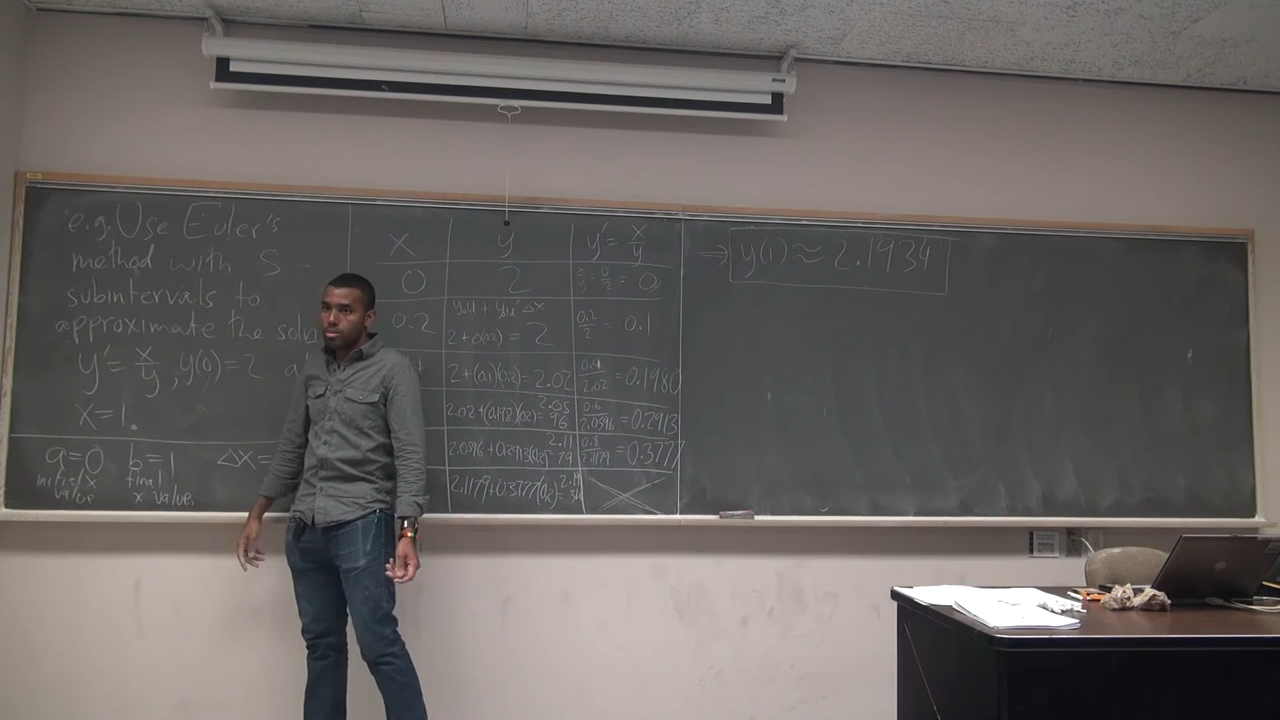 e.g. Use Euler's
method with 5
subintervals to
approximate the soln
y' = x/y, y(0) = 2 a
x = 1.
a = 0 b = 1 Δx =
initial x final
value x value
x y y' = x/y
0 2 0/2 = 0
0.2 yold + yold' Δx
2 + 0(0.2) = 2 0.2/2 = 0.1
2 + (0.1)(0.2) = 2.02 0.4/2.02 = 0.1980
2.02 + (0.198)(0.2) = 2.0596 0.6/2.0596 = 0.2913
2.0596 + 0.2913(0.2) = 2.1179 0.8/2.1179 = 0.3777
2.1179 + 0.3777(0.2) = 2.1934
⇒ y(1) ≈ 2.1934